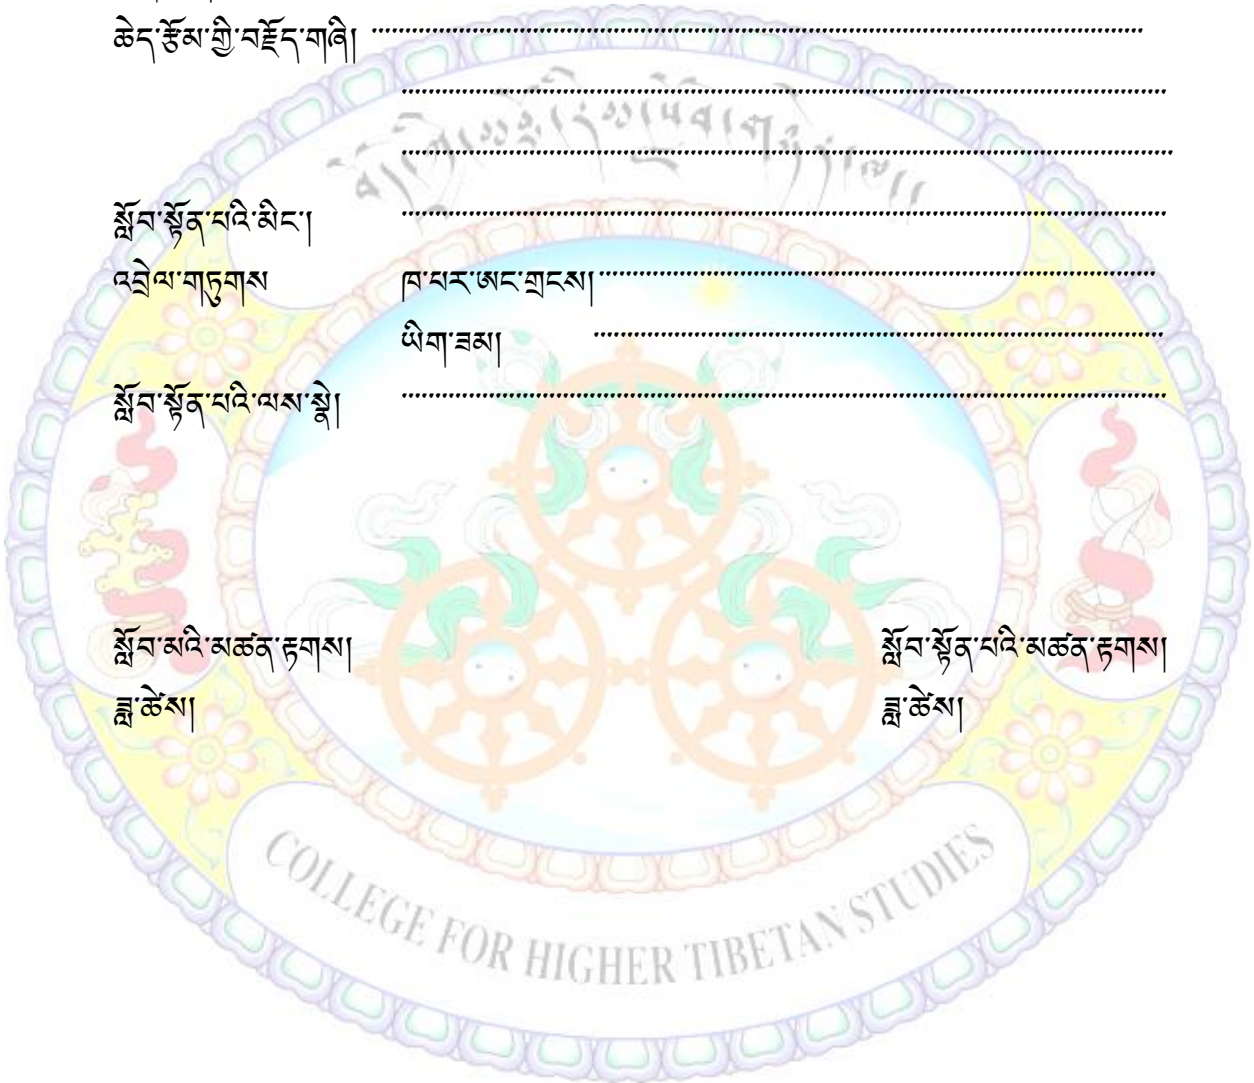 ཆེད་རྩོམ་གྱི་བརྗོད་གཞི། ........................................................................
........................................................................
........................................................................
སློབ་སྟོན་པའི་མིང་། ........................................................................
འབྲེལ་གཏུགས ཁ་པར་ཨང་གྲངས། ........................................................
ཡིག་ཟམ། ........................................................
སློབ་སྟོན་པའི་ལས་སྣེ། ........................................................................
སློབ་མའི་མཚན་རྟགས། སློབ་སྟོན་པའི་མཚན་རྟགས།
ཟླ་ཚེས། ཟླ་ཚེས།
COLLEGE FOR HIGHER TIBETAN STUDIES